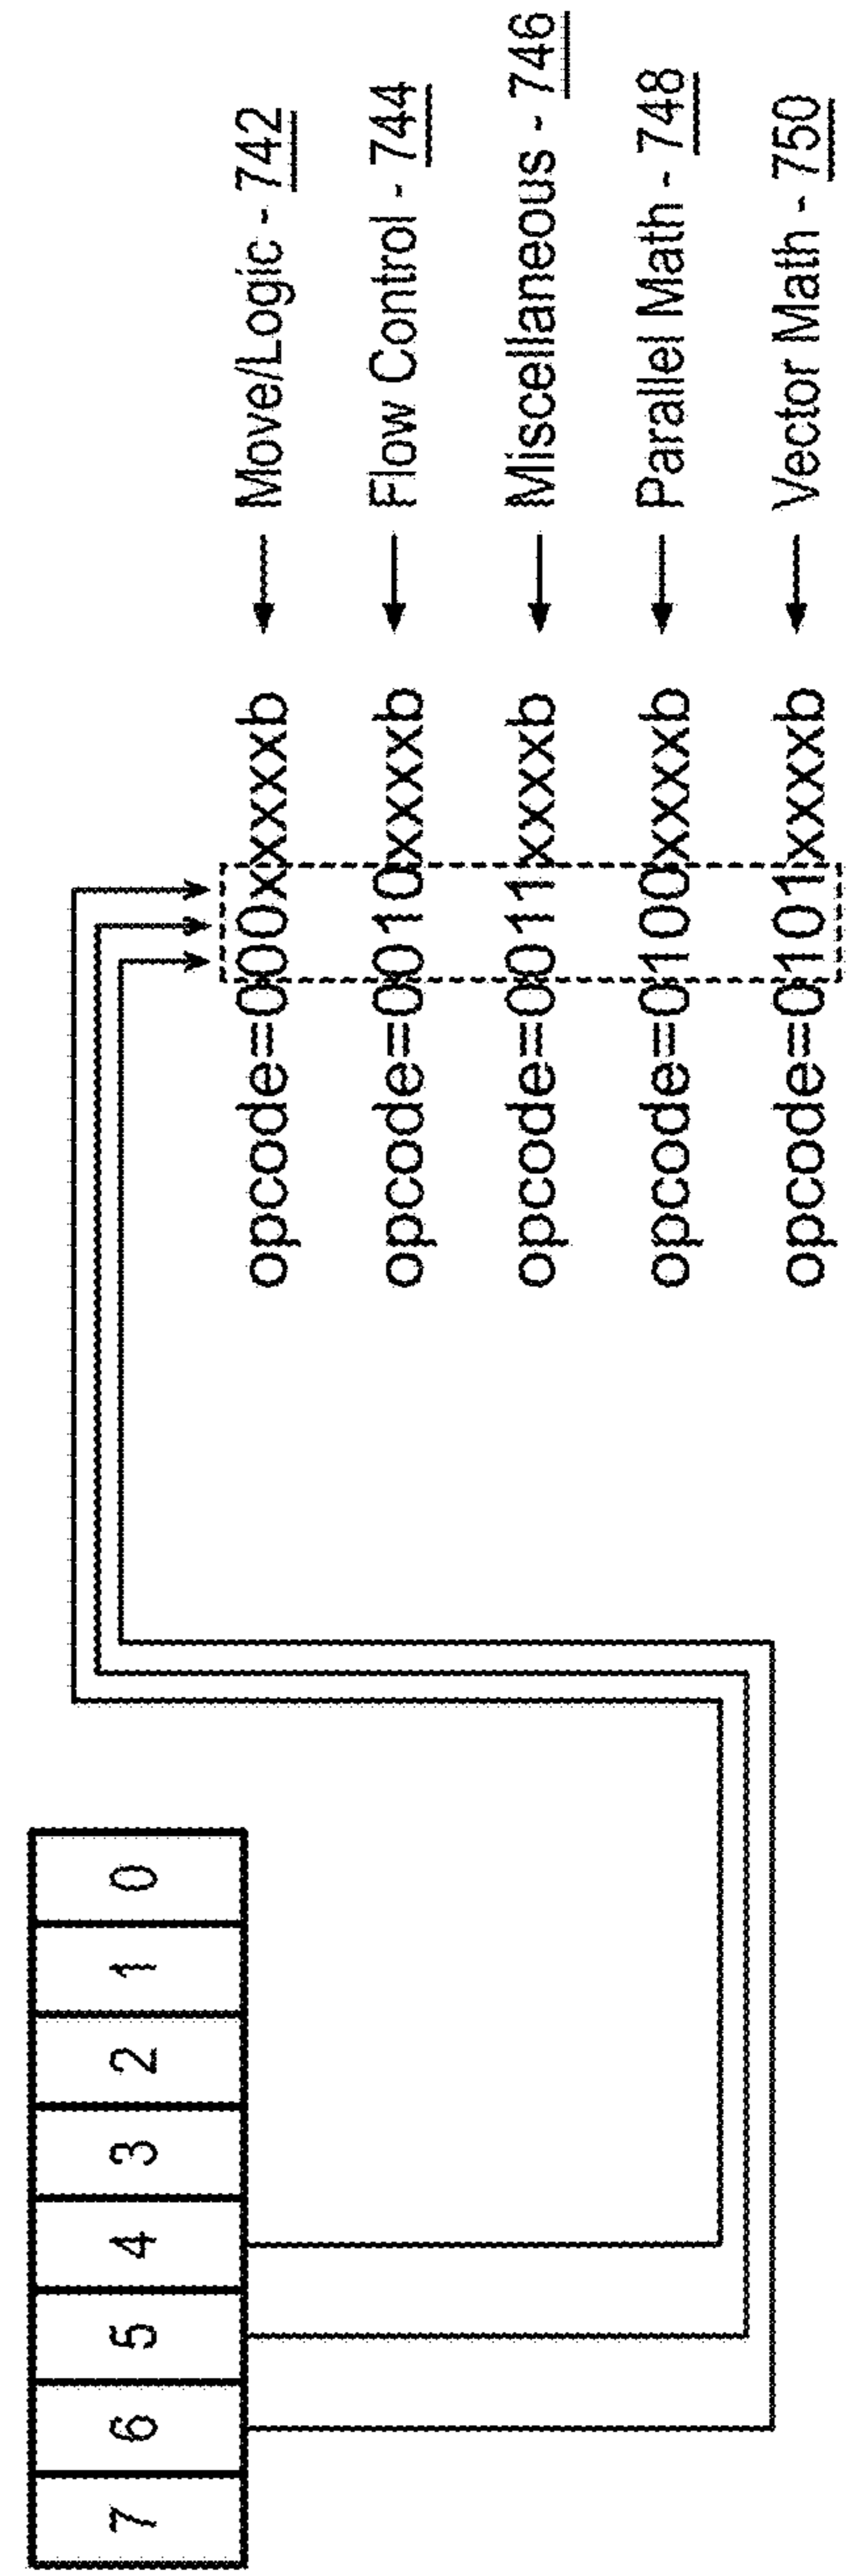 7 6 5 4 3 2 1 0
opcode=000xxxxxb ← Move/Logic - 742
opcode=0010xxxxb ← Flow Control - 744
opcode=0011xxxxb ← Miscellaneous - 746
opcode=0100xxxxb ← Parallel Math - 748
opcode=0101xxxxb ← Vector Math - 750